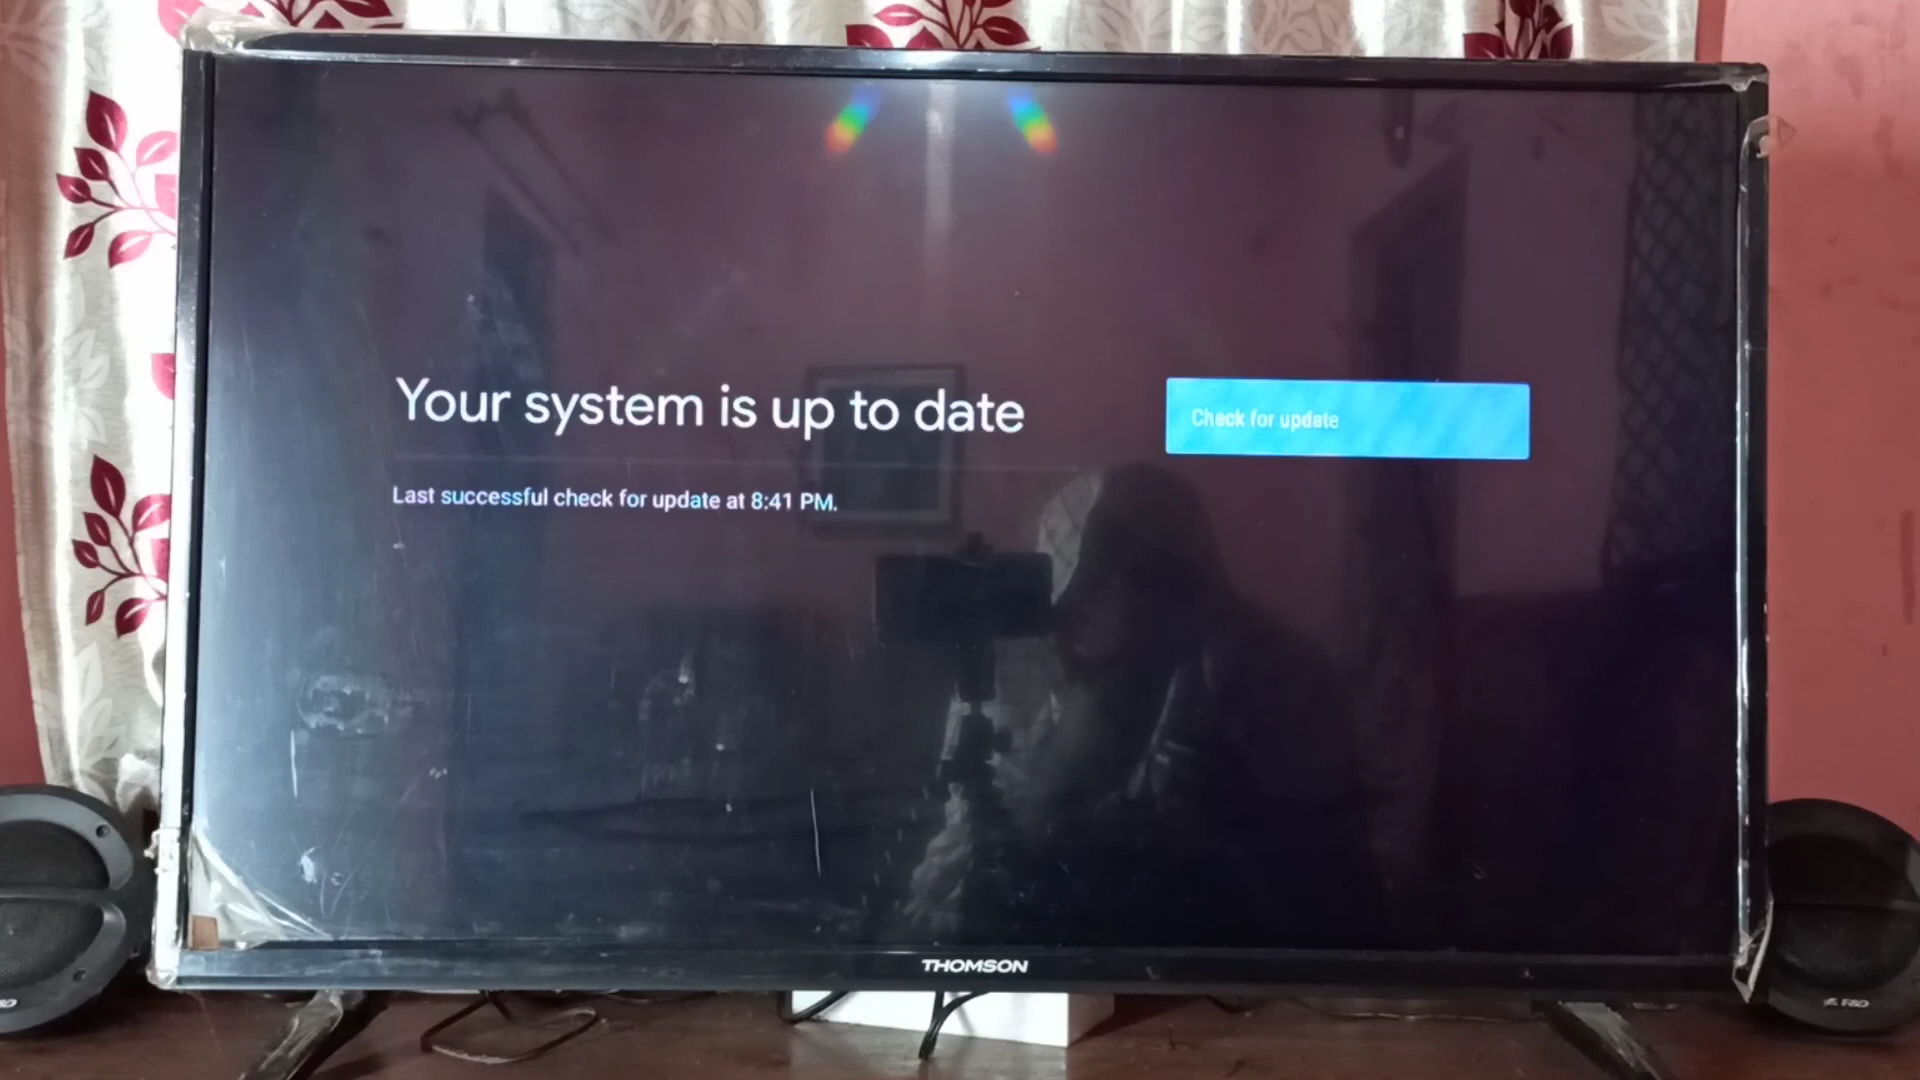 Your system is up to date
Check for update
Last successful check for update at 8:41 PM.
THOMSON
F&D